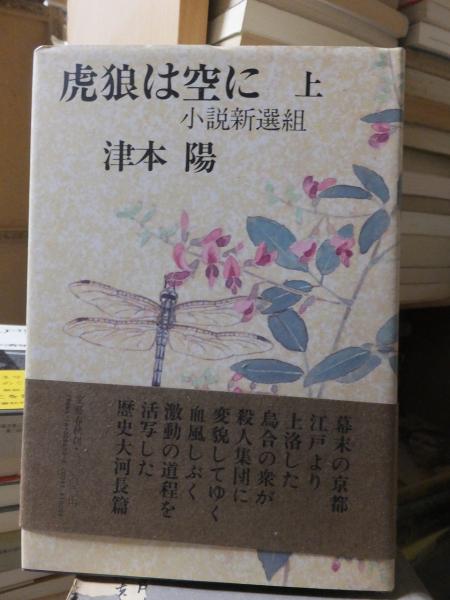 虎狼は空に 上
小説新選組
津本 陽
幕末の京都
江戸より
上洛した
烏合の衆が
殺人集団に
変貌してゆく
血風しぶく
激動の道程を
活写した
歴史大河長篇